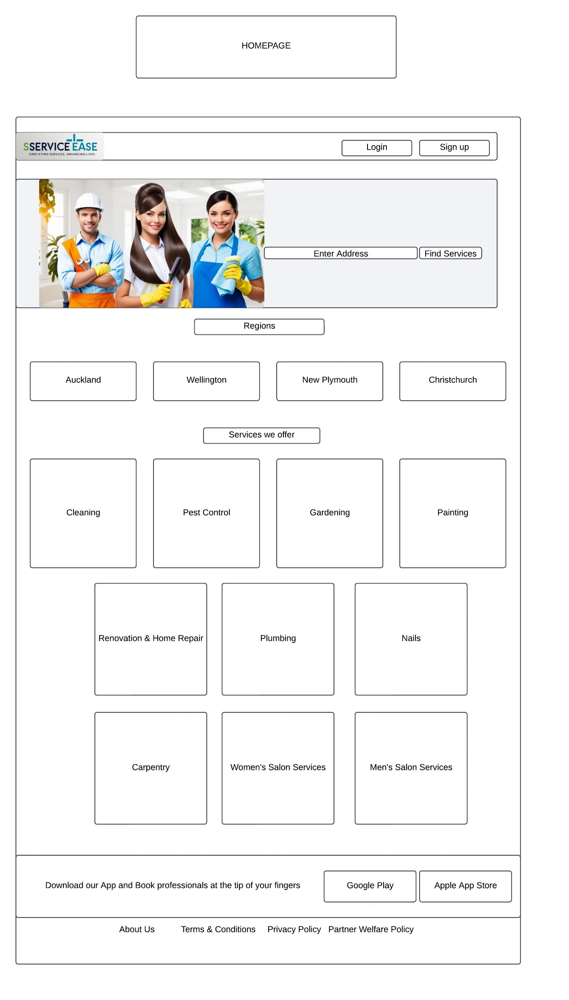 HOMEPAGE
SSERVICE EASE
SIMPLIFYING SERVICES, ENHANCING LIVES
Login
Sign up
Enter Address
Find Services
Regions
Auckland
Wellington
New Plymouth
Christchurch
Services we offer
Cleaning
Pest Control
Gardening
Painting
Renovation & Home Repair
Plumbing
Nails
Carpentry
Women's Salon Services
Men's Salon Services
Download our App and Book professionals at the tip of your fingers
Google Play
Apple App Store
About Us
Terms & Conditions
Privacy Policy
Partner Welfare Policy